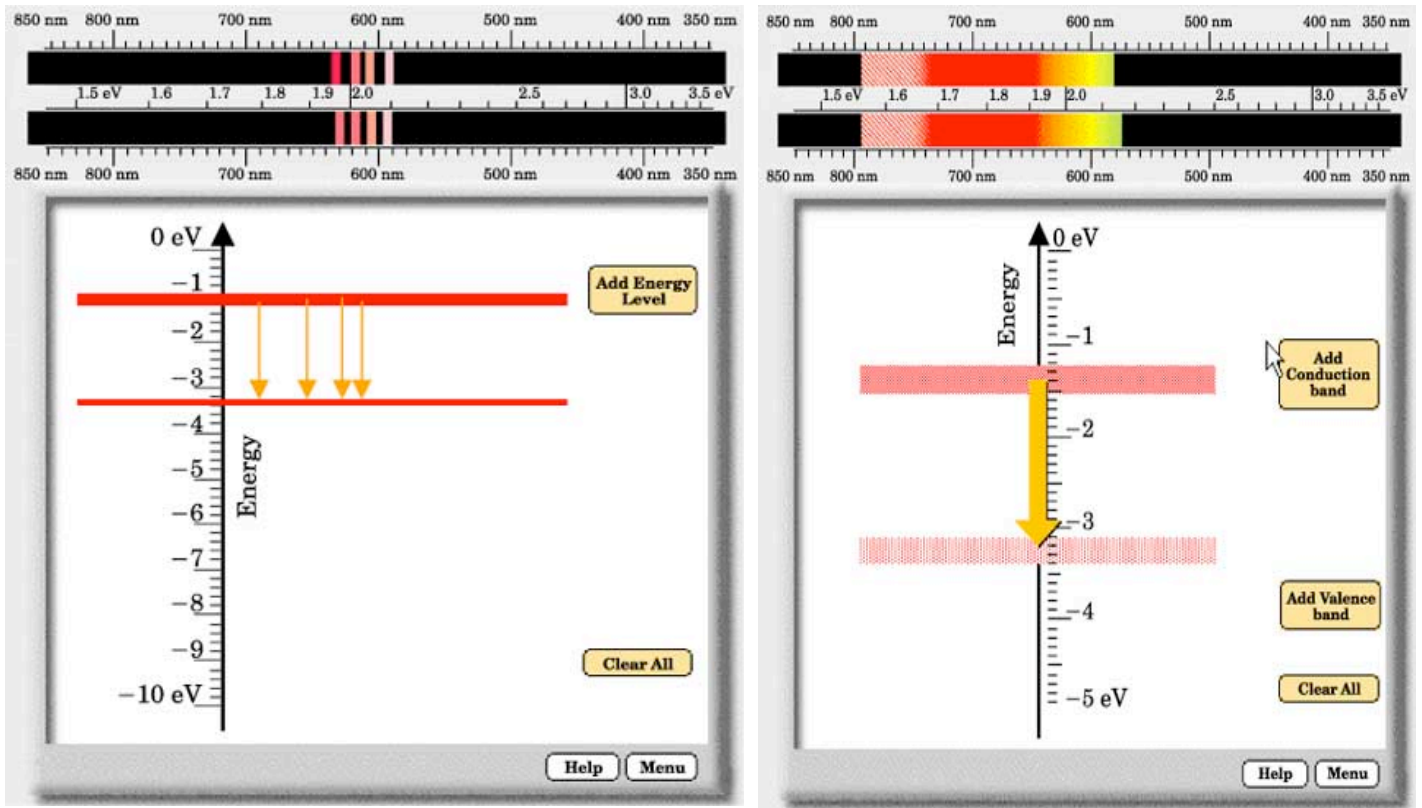 850 nm 800 nm 700 nm 600 nm 500 nm 400 nm 350 nm
1.5 eV 1.6 1.7 1.8 1.9 2.0 2.5 3.0 3.5 eV
850 nm 800 nm 700 nm 600 nm 500 nm 400 nm 350 nm
0 eV
−1
−2
−3
−4
−5
−6
−7
−8
−9
−10 eV
Energy
Add Energy
Level
Clear All
Help Menu
850 nm 800 nm 700 nm 600 nm 500 nm 400 nm 350 nm
1.5 eV 1.6 1.7 1.8 1.9 2.0 2.5 3.0 3.5 eV
850 nm 800 nm 700 nm 600 nm 500 nm 400 nm 350 nm
0 eV
Energy
−1
−2
−3
−4
−5 eV
Add
Conduction
band
Add Valence
band
Clear All
Help Menu